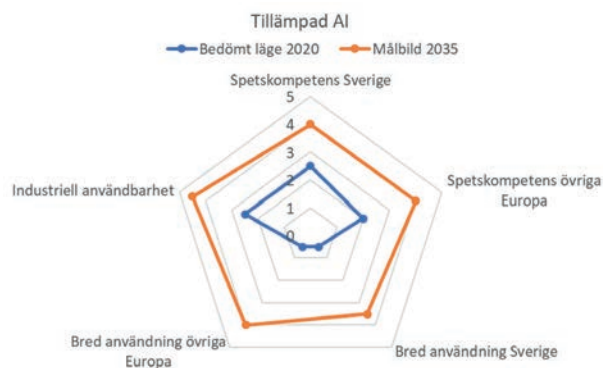 Tillämpad AI
Bedömt läge 2020 Målbild 2035
Spetskompetens Sverige
5
4
3
2
1
0
Industriell användbarhet
Spetskompetens övriga
Europa
Bred användning övriga
Europa
Bred användning Sverige